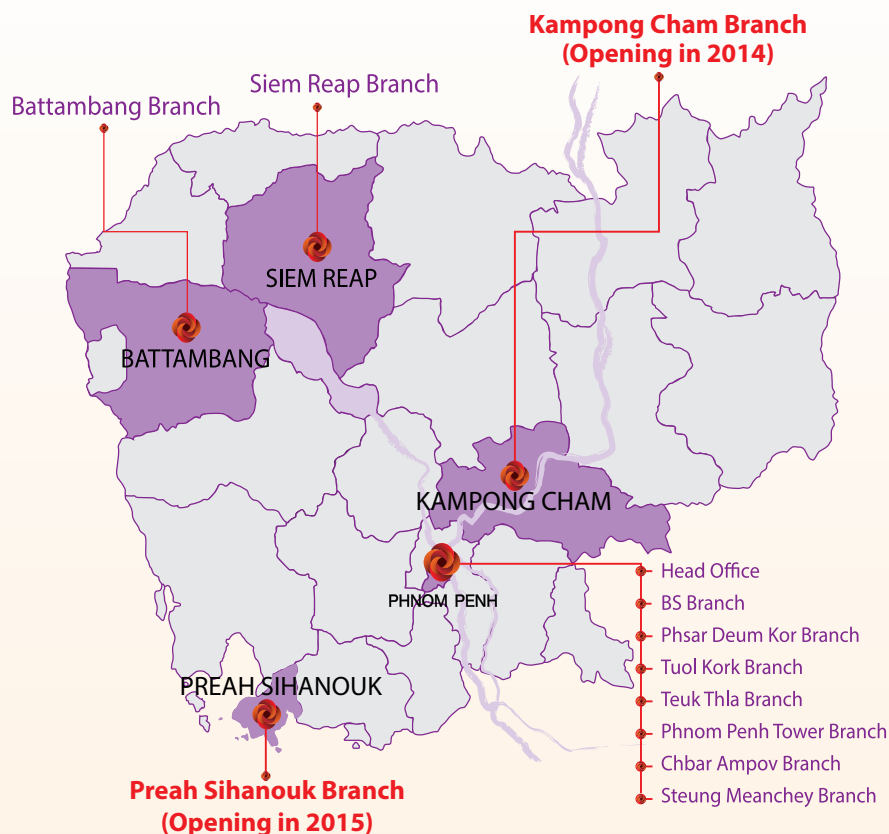 Kampong Cham Branch
(Opening in 2014)
Siem Reap Branch
Battambang Branch
SIEM REAP
BATTAMBANG
KAMPONG CHAM
PHNOM PENH
Head Office
BS Branch
Phsar Deum Kor Branch
Tuol Kork Branch
Teuk Thla Branch
Phnom Penh Tower Branch
Chbar Ampov Branch
Steung Meanchey Branch
PREAH SIHANOUK
Preah Sihanouk Branch
(Opening in 2015)